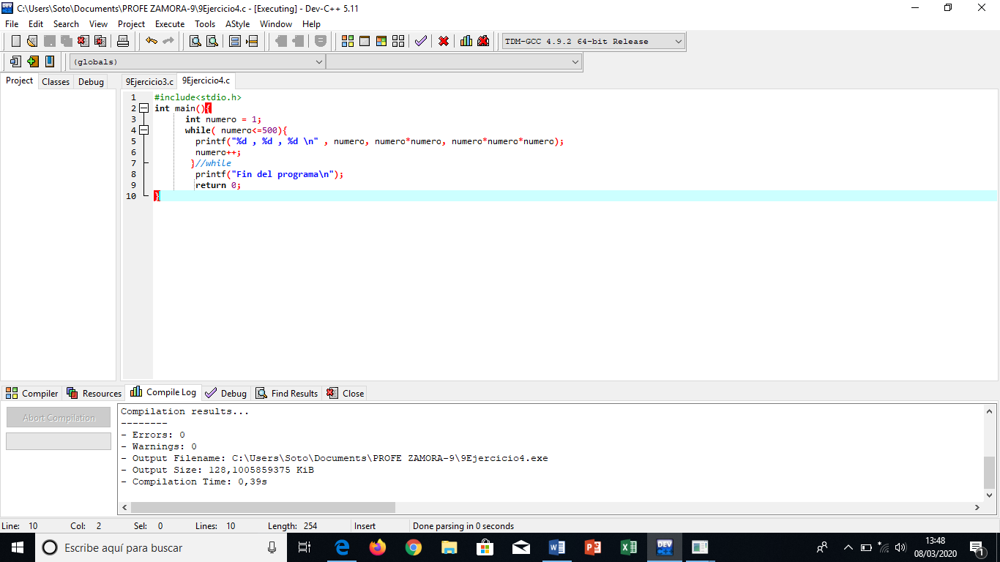 C:\Users\Soto\Documents\PROFE ZAMORA-9\9Ejercicio4.c - [Executing] - Dev-C++ 5.11
File Edit Search View Project Execute Tools AStyle Window Help
TDM-GCC 4.9.2 64-bit Release
(globals)
Project Classes Debug 9Ejercicio3.c 9Ejercicio4.c
1 #include<stdio.h>
2 int main(){
3 int numero = 1;
4 while( numero<=500){
5 printf("%d , %d , %d \n" , numero, numero*numero, numero*numero*numero);
6 numero++;
7 }//while
8 printf("Fin del programa\n");
9 return 0;
10 }
Compiler Resources Compile Log Debug Find Results Close
Abort Compilation
Compilation results...
--------
- Errors: 0
- Warnings: 0
- Output Filename: C:\Users\Soto\Documents\PROFE ZAMORA-9\9Ejercicio4.exe
- Output Size: 128,1005859375 KiB
- Compilation Time: 0,39s
Line: 10 Col: 2 Sel: 0 Lines: 10 Length: 254 Insert Done parsing in 0 seconds
Escribe aquí para buscar
DEV
13:48
08/03/2020
1